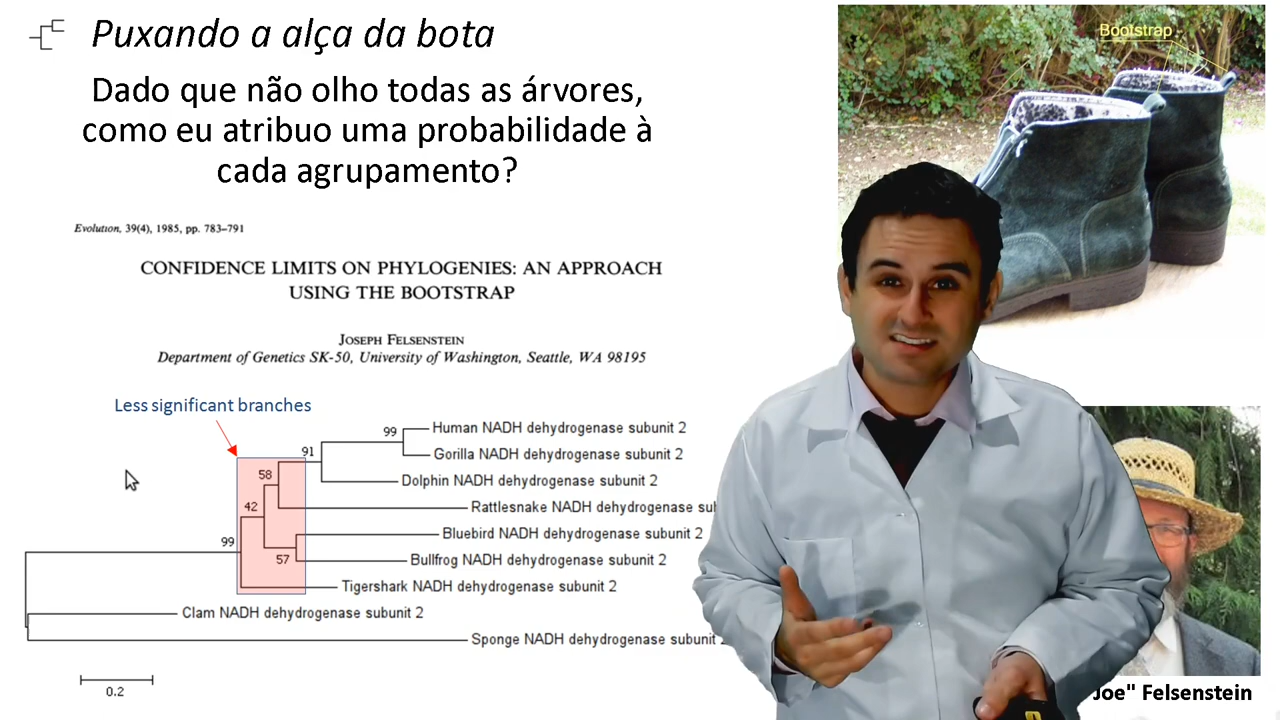 Puxando a alça da bota
Dado que não olho todas as árvores,
como eu atribuo uma probabilidade à
cada agrupamento?
Bootstrap
Evolution, 39(4), 1985, pp. 783–791
CONFIDENCE LIMITS ON PHYLOGENIES: AN APPROACH
USING THE BOOTSTRAP
JOSEPH FELSENSTEIN
Department of Genetics SK-50, University of Washington, Seattle, WA 98195
Less significant branches
99
Human NADH dehydrogenase subunit 2
91
Gorilla NADH dehydrogenase subunit 2
58
Dolphin NADH dehydrogenase subunit 2
42
Rattlesnake NADH dehydrogenase
Bluebird NADH dehydrogenase subunit 2
99
57
Bullfrog NADH dehydrogenase subunit 2
Tigershark NADH dehydrogenase subunit 2
Clam NADH dehydrogenase subunit 2
Sponge NADH dehydrogenase subunit
0.2
Joe" Felsenstein